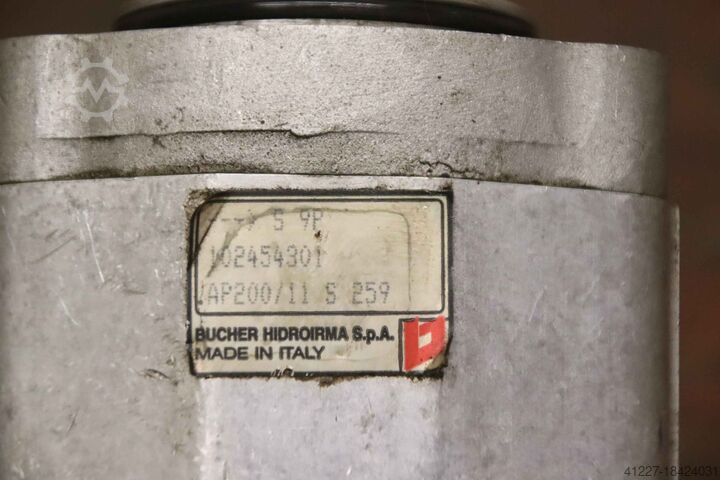 --> S 9P
102454301
AP200/11 S 259
BUCHER HIDROIRMA S.p.A.
MADE IN ITALY
41227-18424031